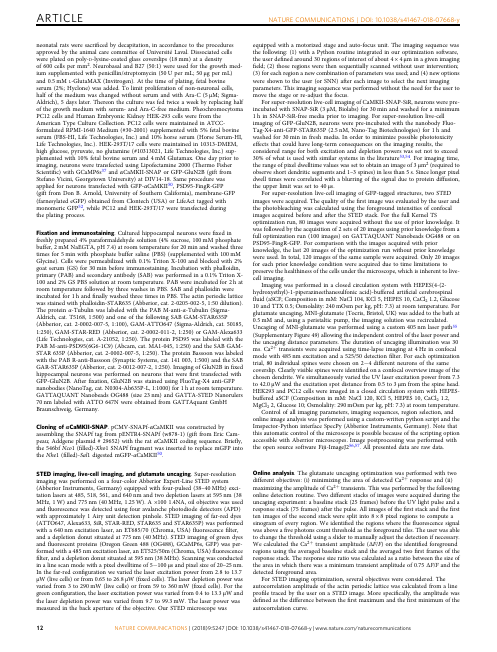 ARTICLE
NATURE COMMUNICATIONS | DOI: 10.1038/s41467-018-07668-y
neonatal rats were sacrificed by decapitation, in accordance to the procedures
approved by the animal care committee of Université Laval. Dissociated cells
were plated on poly-D-lysine-coated glass coverslips (18 mm) at a density
of 600 cells per mm². Neurobasal and B27 (50:1) were used for the growth med-
ium supplemented with penicillin/streptomycin (50 U per mL; 50 µg per mL)
and 0.5 mM L-GlutaMAX (Invitrogen). At the time of plating, fetal bovine
serum (2%; Hyclone) was added. To limit proliferation of non-neuronal cells,
half of the medium was changed without serum and with Ara-C (5 µM; Sigma-
Aldrich), 5 days later. Thereon the culture was fed twice a week by replacing half
of the growth medium with serum- and Ara-C-free medium. Pheochromocytoma
PC12 cells and Human Embryonic Kidney HEK-293 cells were from the
American Type Culture Collection. PC12 cells were maintained in ATCC-
formulated RPMI-1640 Medium (#30-2001) supplemented with 5% fetal bovine
serum (FBS-HI, Life Technologies, Inc.) and 10% horse serum (Horse Serum-HI,
Life Technologies, Inc.). HEK-293T/17 cells were maintained in 10313-DMEM,
high glucose, pyruvate, no glutamine (#10313021, Life Technologies, Inc.) sup-
plemented with 10% fetal bovine serum and 4 mM Glutamax. One day prior to
imaging, neurons were transfected using Lipofectamine 2000 (Thermo Fisher
Scientific) with GCaMP6s and αCaMKII-SNAP or GFP-GluN2B (gift from
Stefano Vicini, Georgetown University) at DIV14-18. Same procedure was
applied for neurons transfected with GFP-αCaMKII, PSD95-FingR-GFP
(gift from Don B. Arnold, University of Southern California), membrane-GFP
(farnesylated eGFP) obtained from Clontech (USA) or LifeAct tagged with
monomeric GFP, while PC12 and HEK-293T/17 were transfected during
the plating process.
Fixation and immunostaining. Cultured hippocampal neurons were fixed in
freshly prepared 4% paraformaldehyde solution (4% sucrose, 100 mM phosphate
buffer, 2 mM NaEGTA, pH 7.4) at room temperature for 20 min and washed three
times for 5 min with phosphate buffer saline (PBS) (supplemented with 100 mM
Glycine). Cells were permeabilized with 0.1% Triton X-100 and blocked with 2%
goat serum (GS) for 30 min before immunostaining. Incubation with phalloidin,
primary (PAB) and secondary antibody (SAB) was performed in a 0.1% Triton X-
100 and 2% GS PBS solution at room temperature. PAB were incubated for 2 h at
room temperature followed by three washes in PBS. SAB and phalloidin were
incubated for 1 h and finally washed three times in PBS. The actin periodic lattice
was stained with phalloidin-STAR635 (Abberior, cat. 2-0205-002-5, 1:50 dilution).
The protein α-Tubulin was labeled with the PAB M-anti-α-Tubulin (Sigma-
Aldrich, cat. T5168, 1:500) and one of the following SAB GAM-STAR635P
(Abberior, cat. 2-0002-007-5, 1:100), GAM-ATTO647 (Sigma-Aldrich, cat. 50185,
1:250), GAM-STAR-RED (Abberior, cat. 2-0002-011-2, 1:250) or GAM-Alexa633
(Life Technologies, cat. A-21052, 1:250). The protein PSD95 was labeled with the
PAB M-anti-PSD95(6G6-1C9) (Abcam, cat. MA1-045, 1:250) and the SAB GAM-
STAR 635P (Abberior, cat. 2-0002-007-5, 1:250). The protein Bassoon was labeled
with the PAB R-anti-Bassoon (Synaptic Systems, cat. 141 003, 1:500) and the SAB
GAR-STAR635P (Abberior, cat. 2-0012-007-2, 1:250). Imaging of GluN2B in fixed
hippocampal neurons was performed on neurons that were first transfected with
GFP-GluN2B. After fixation, GluN2B was stained using FluoTag-X4 anti-GFP
nanobodies (NanoTag, cat. N0304-Ab635P-L, 1:1000) for 1 h at room temperature.
GATTAQUANT Nanobeads OG488 (size 23 nm) and GATTA-STED Nanorulers
70 nm labeled with ATTO 647N were obtained from GATTAquant GmbH
Braunschweig, Germany.
Cloning of αCaMKII-SNAP. pCMV-SNAPf-αCaMKII was constructed by
assembling the SNAPf tag from pENTR4-SNAPf (w878-1) (gift from Eric Cam-
peau; Addgene plasmid # 29652) with the rat αCaMKII coding sequence. Briefly,
the 546bl NcoI (filled)-XhoI SNAPf fragment was inserted to replace mGFP into
the NheI (filled)-XhoI digested mGFP-αCaMKII.
STED imaging, live-cell imaging, and glutamate uncaging. Super-resolution
imaging was performed on a four-color Abberior Expert-Line STED system
(Abberior Instruments, Germany) equipped with four-pulsed (38–40 MHz) exci-
tation lasers at 485, 518, 561, and 640 nm and two depletion lasers at 595 nm (38
MHz, 1 W) and 775 nm (40 MHz, 1.25 W). A ×100 1.4NA, oil objective was used
and fluorescence was detected using four avalanche photodiode detectors (APD)
with approximately 1 Airy unit detection pinhole. STED imaging of far-red dyes
(ATTO647, Alexa633, SiR, STAR-RED, STAR635 and STAR635P) was performed
with a 640 nm excitation laser, an ET685/70 (Chroma, USA) fluorescence filter,
and a depletion donut situated at 775 nm (40 MHz). STED imaging of green dyes
and fluorescent proteins (Oregon Green 488 (OG488), GCaMP6s, GFP) was per-
formed with a 485 nm excitation laser, an ET525/50m (Chroma, USA) fluorescence
filter, and a depletion donut situated at 595 nm (38 MHz). Scanning was conducted
in a line scan mode with a pixel dwelltime of 5–100 µs and pixel size of 20–25 nm.
In the far-red configuration we varied the laser excitation power from 2.8 to 13.7
µW (live cells) or from 0.65 to 26.8 µW (fixed cells). The laser depletion power was
varied from 5 to 290 mW (live cells) or from 59 to 360 mW (fixed cells). For the
green configuration, the laser excitation power was varied from 0.4 to 13.3 µW and
the laser depletion power was varied from 9.7 to 99.3 mW. The laser power was
measured in the back aperture of the objective. Our STED microscope was
equipped with a motorized stage and auto-focus unit. The imaging sequence was
the following: (1) with a Python routine integrated in our optimization software,
the user defined around 50 regions of interest of about 4 × 4 µm in a given imaging
field; (2) those regions were then sequentially scanned without user intervention;
(3) for each region a new combination of parameters was used; and (4) new options
were shown to the user (or SNN) after each image to select the next imaging
parameters. This imaging sequence was performed without the need for the user to
move the stage or to adjust the focus.
For super-resolution live-cell imaging of CaMKII-SNAP-SiR, neurons were pre-
incubated with SNAP-SiR (3 µM, Biolabs) for 30 min and washed for a minimum
1 h in SNAP-SiR-free media prior to imaging. For super-resolution live-cell
imaging of GFP-GluN2B, neurons were pre-incubated with the nanobody Fluo-
Tag-X4-anti-GFP-STAR635P (2.5 nM, Nano-Tag Biotechnologies) for 1 h and
washed for 30 min in fresh media. In order to minimize possible phototoxicity
effects that could have long-term consequences on the imaging results, the
considered range for both excitation and depletion powers was set not to exceed
30% of what is used in similar systems in the literature. To minimize imaging time,
the range of pixel dwelltime values was set to obtain an image of 3 µm² (required to
observe short dendritic segments and 1–3 spines) in less than 5 s. Since longer pixel
dwell times were correlated with a blurring of the signal due to protein diffusion,
the upper limit was set to 40 µs.
For super-resolution live-cell imaging of GFP-tagged structures, two STED
images were acquired. The quality of the first image was evaluated by the user and
the photobleaching was calculated using the foreground intensities of confocal
images acquired before and after the STED stack. For the full Kernel TS
optimization run, 90 images were acquired without the use of prior knowledge. It
was followed by the acquisition of 2 sets of 20 images using prior knowledge from a
full optimization run (100 images) on GATTAQUANT Nanobeads OG488 or on
PSD95-FingR-GFP. For comparison with the images acquired with prior
knowledge, the last 20 images of the optimization run without prior knowledge
were used. In total, 120 images of the same sample were acquired. Only 20 images
for each prior knowledge condition were acquired due to time limitations to
preserve the healthiness of the cells under the microscope, which is inherent to live-
cell imaging.
Imaging was performed in a closed circulation system with HEPES(4-(2-
hydroxyethyl)-1-piperazineethanesulfonic acid)-buffered artificial cerebrospinal
fluid (aSCF, Composition in mM: NaCl 104, KCl 5, HEPES 10, CaCl₂ 1.2, Glucose
10 and TTX 0.5, Osmolality: 240 mOsm per kg, pH: 7.3) at room temperature. For
glutamate uncaging, MNI-glutamate (Tocris, Bristol, UK) was added to the bath at
0.5 mM and, using a peristaltic pump, the imaging solution was recirculated.
Uncaging of MNI-glutamate was performed using a custom 405 nm laser path
(Supplementary Figure 49) allowing the independent control of the laser power and
the uncaging distance parameters. The duration of uncaging illumination was 30
ms. Ca²⁺ transients were acquired using time-lapse imaging at 4 Hz in confocal
mode with 485 nm excitation and a 525/50 detection filter. For each optimization
trial, 80 individual spines were chosen on 2–4 different neurons of the same
coverslip. Clearly visible spines were identified on a confocal overview image of the
chosen dendrite. We simultaneously varied the UV laser excitation power from 7.3
to 42.0 µW and the excitation spot distance from 0.5 to 3 µm from the spine head.
HEK293 and PC12 cells were imaged in a closed circulation system with HEPES-
buffered aSCF (Composition in mM: NaCl 120, KCl 5, HEPES 10, CaCl₂ 1.2,
MgCl₂ 2, Glucose 10; Osmolality: 290 mOsm per kg, pH: 7.3) at room temperature.
Control of all imaging parameters, imaging sequences, region selection, and
online image analysis was performed using a custom-written python script and the
Inspector-Python interface Specpy (Abberior Instruments, Germany). Note that
this automatic control of the microscope is possible because of the scripting option
accessible with Abberior microscopes. Image postprocessing was performed with
the open source software Fiji-ImageJ. All presented data are raw data.
Online analysis. The glutamate uncaging optimization was performed with two
different objectives: (i) minimizing the area of detected Ca²⁺ response and (ii)
maximizing the amplitude of Ca²⁺ transients. This was performed by the following
online detection routine. Two different stacks of images were acquired during the
uncaging experiment: a baseline stack (25 frames) before the UV light pulse and a
response stack (75 frames) after the pulse. All images of the first stack and the first
ten images of the second stack were split into 8 × 8 pixel regions to compute a
sinogram of every region. We identified the regions where the fluorescence signal
was above a five photons count threshold as the foreground tiles. The user was able
to change the threshold using a slider to manually adjust the detection if necessary.
We calculated the Ca²⁺ transient amplitude (ΔF/F) on the identified foreground
regions using the averaged baseline stack and the averaged first five frames of the
response stack. The response size ratio was calculated as a ratio between the size of
the area in which there was a minimum transient amplitude of 0.75 ΔF/F and the
detected foreground area.
For STED imaging optimization, several objectives were considered. The
autocorrelation amplitude of the actin periodic lattice was calculated from a line
profile traced by the user on a STED image. More specifically, the amplitude was
defined as the difference between the first maximum and the first minimum of the
autocorrelation curve.
12
NATURE COMMUNICATIONS | (2018)9:5247 | DOI: 10.1038/s41467-018-07668-y | www.nature.com/naturecommunications